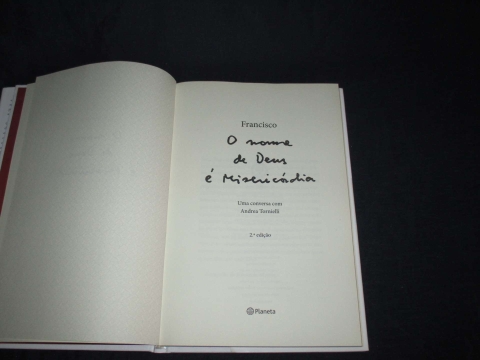 Francisco
O nome
de Deus
é Misericórdia
Uma conversa com
Andrea Tornielli
2.ª edição
Planeta